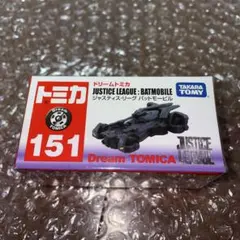 トミカ
ドリームトミカ
JUSTICE LEAGUE : BATMOBILE
ジャスティス・リーグ バットモービル
TAKARA
TOMY
151
Dream TOMICA
JUSTICE
LEAGUE